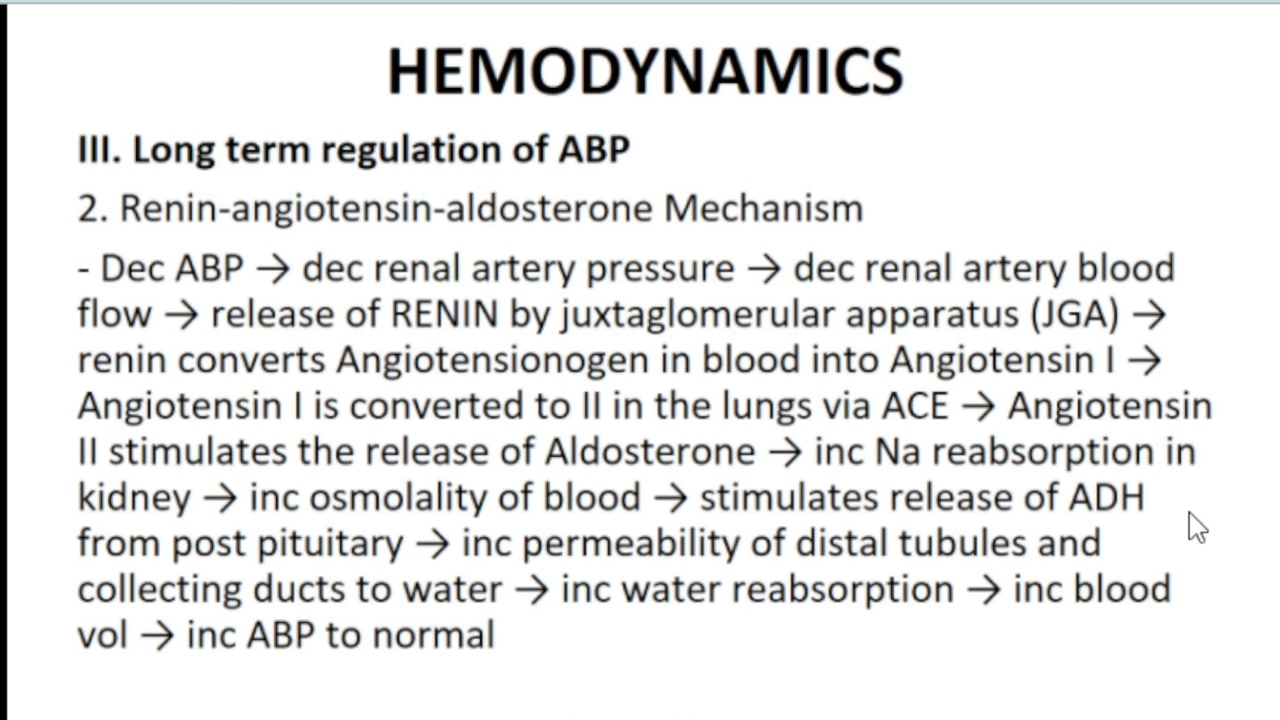 HEMODYNAMICS
III. Long term regulation of ABP
2. Renin-angiotensin-aldosterone Mechanism
- Dec ABP → dec renal artery pressure → dec renal artery blood
flow → release of RENIN by juxtaglomerular apparatus (JGA) →
renin converts Angiotensionogen in blood into Angiotensin I →
Angiotensin I is converted to II in the lungs via ACE → Angiotensin
II stimulates the release of Aldosterone → inc Na reabsorption in
kidney → inc osmolality of blood → stimulates release of ADH
from post pituitary → inc permeability of distal tubules and
collecting ducts to water → inc water reabsorption → inc blood
vol → inc ABP to normal